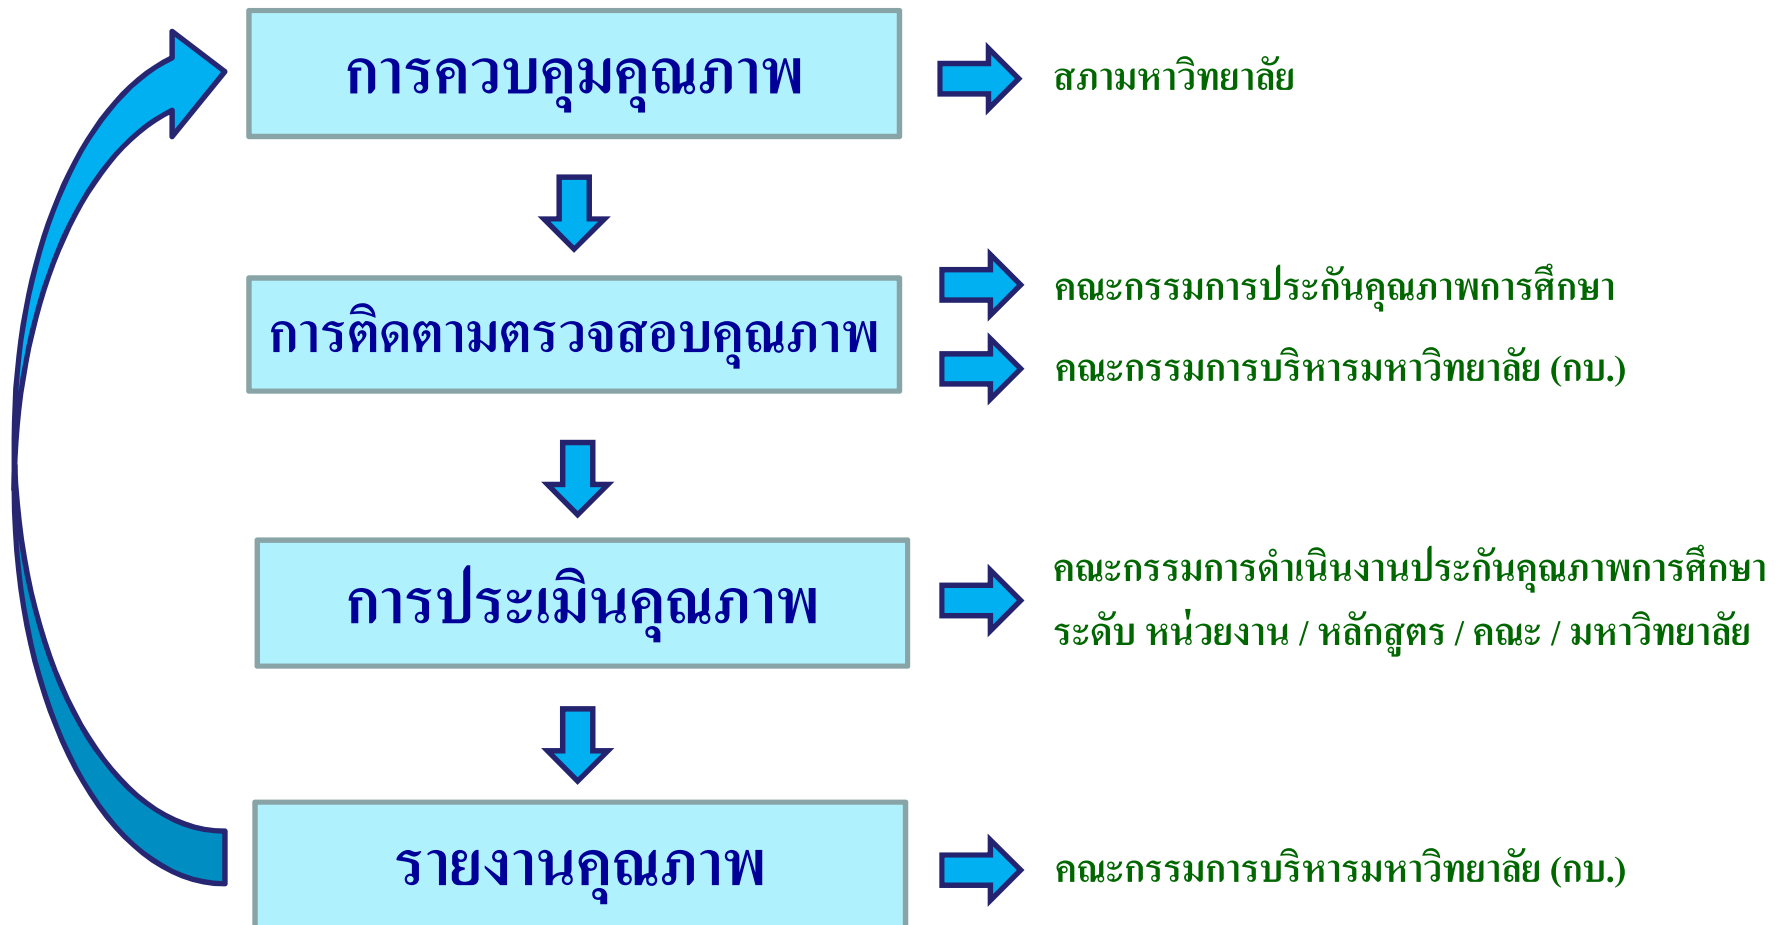 การควบคุมคุณภาพ
สภามหาวิทยาลัย
การติดตามตรวจสอบคุณภาพ
คณะกรรมการประกันคุณภาพการศึกษา
คณะกรรมการบริหารมหาวิทยาลัย (กบ.)
การประเมินคุณภาพ
คณะกรรมการดำเนินงานประกันคุณภาพการศึกษา
ระดับ หน่วยงาน / หลักสูตร / คณะ / มหาวิทยาลัย
รายงานคุณภาพ
คณะกรรมการบริหารมหาวิทยาลัย (กบ.)